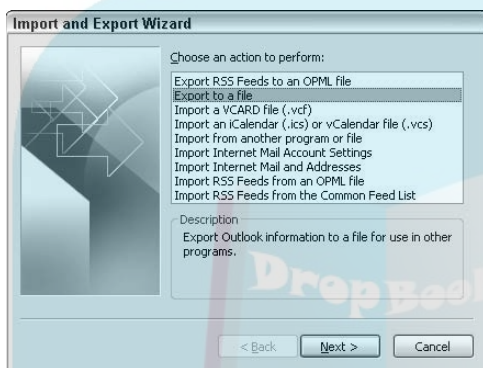 Import and Export Wizard
Choose an action to perform:
Export RSS Feeds to an OPML file
Export to a file
Import a VCARD file (.vcf)
Import an iCalendar (.ics) or vCalendar file (.vcs)
Import from another program or file
Import Internet Mail Account Settings
Import Internet Mail and Addresses
Import RSS Feeds from an OPML file
Import RSS Feeds from the Common Feed List
Description
Export Outlook information to a file for use in other
programs.
DropBoo
< Back
Next >
Cancel